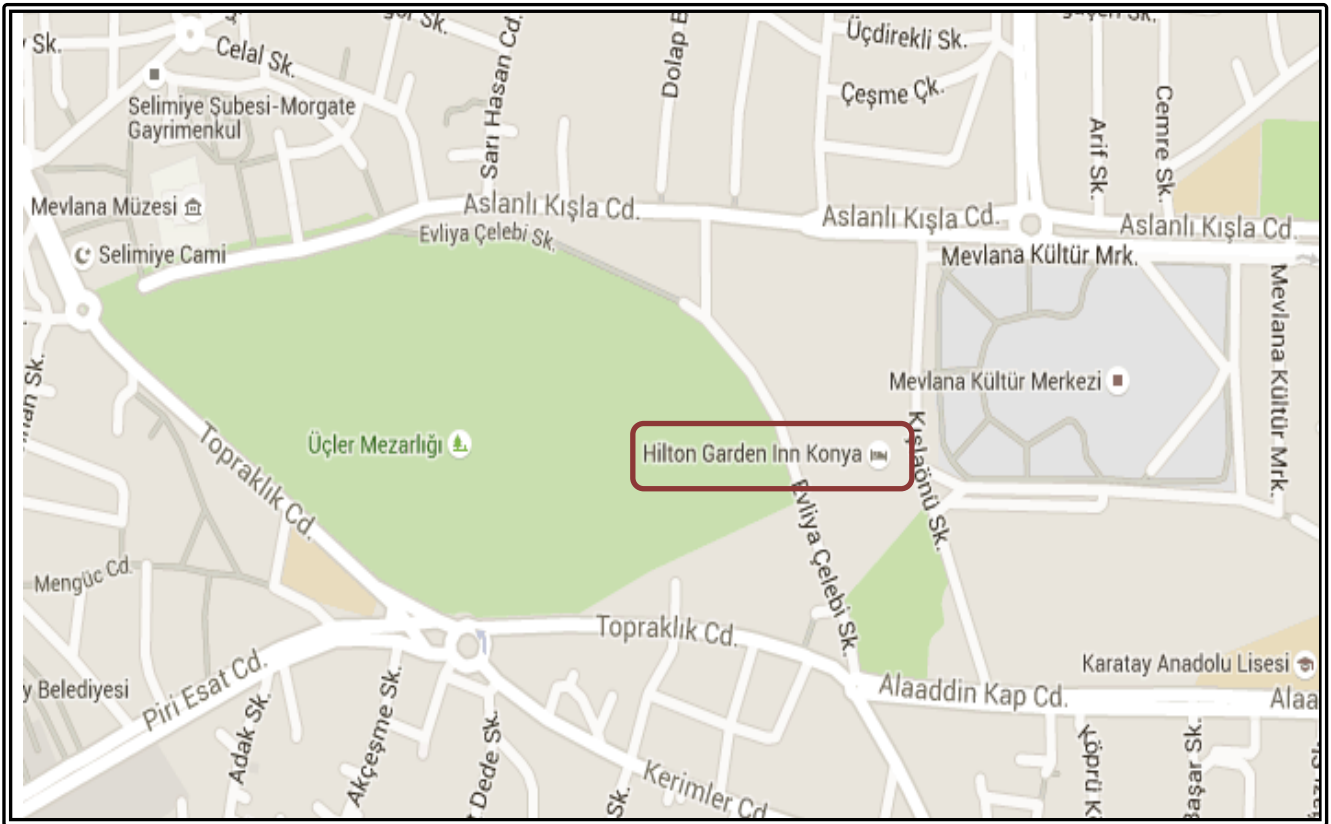 Sk.
Celal Sk.
Sk.
Sarı Hasan Cd.
Üçdirekli Sk.
Çeşme Çk.
Arif Sk.
Cemre Sk.
Selimiye Şubesi-Morgate
Gayrimenkul
Mevlana Müzesi
Selimiye Cami
Aslanlı Kışla Cd.
Evliya Çelebi Sk.
Aslanlı Kışla Cd.
Aslanlı Kışla Cd.
Mevlana Kültür Mrk.
Mevlana Kültür Mrk.
Mevlana Kültür Merkezi
Üçler Mezarlığı
Hilton Garden Inn Konya
Kışlaönü Sk.
Topraklık Cd.
Evliya Çelebi Sk.
Mengüc Cd.
Topraklık Cd.
Karatay Anadolu Lisesi
Piri Esat Cd.
y Belediyesi
Alaaddin Kap Cd.
Alaa
Adak Sk.
Akçeşme Sk.
Dede Sk.
Sk.
Kerimler Cd
Köprü
Başar Sk.